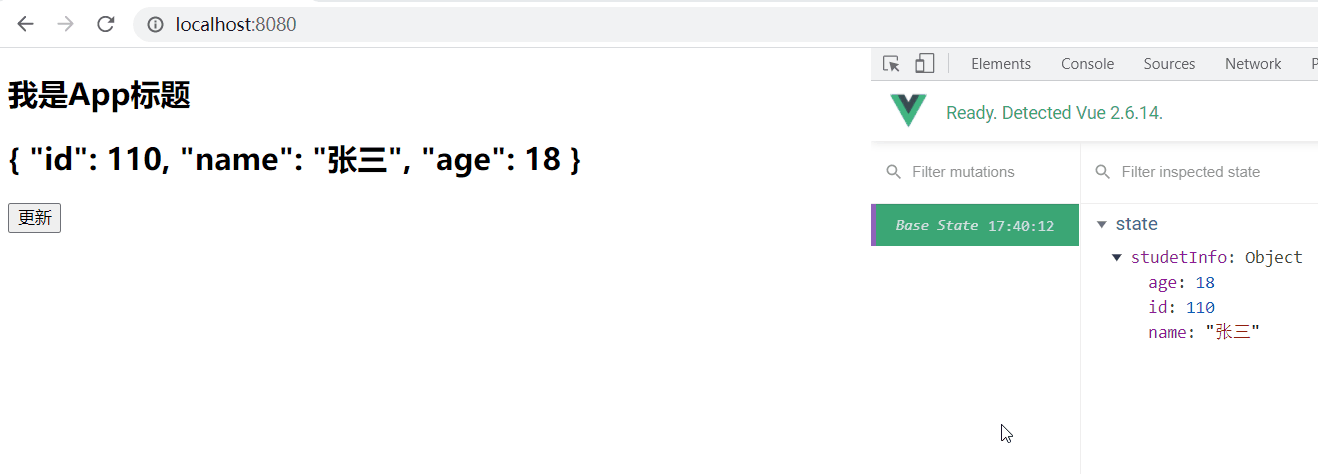 localhost:8080
我是App标题
{ "id": 110, "name": "张三", "age": 18 }
更新
Elements Console Sources Network
Ready. Detected Vue 2.6.14.
Filter mutations
Base State 17:40:12
Filter inspected state
state
studetInfo: Object
age: 18
id: 110
name: "张三"